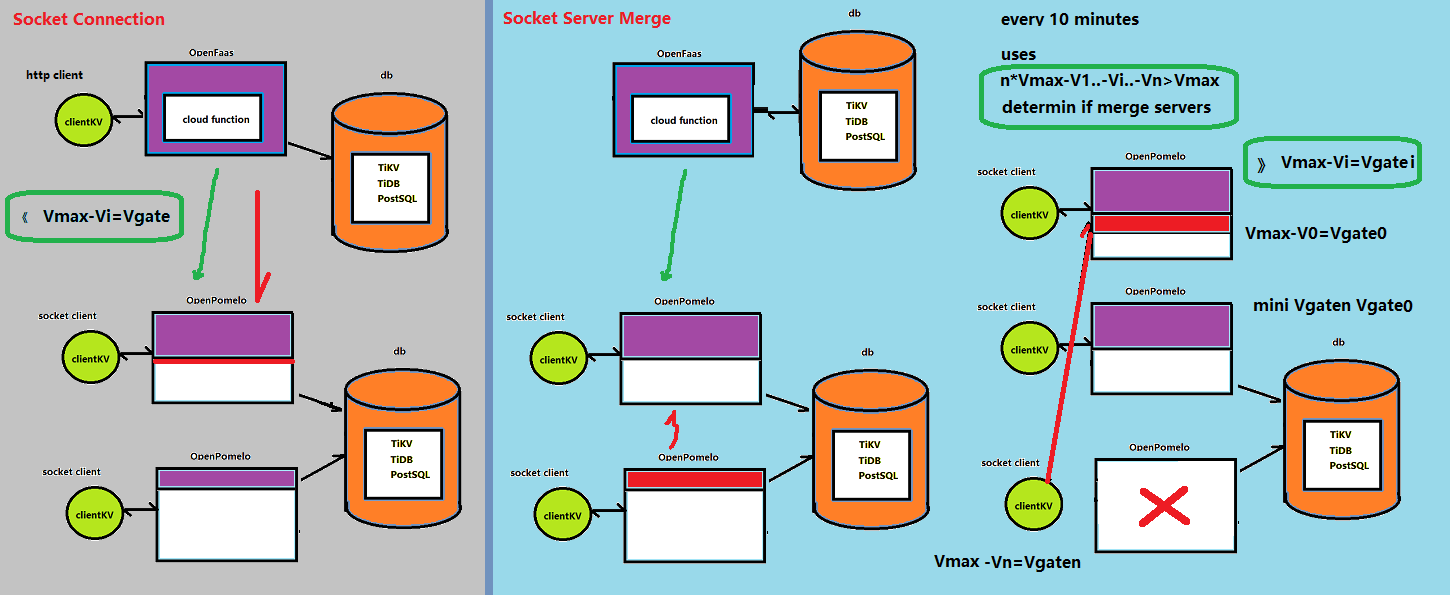 Socket Connection
OpenFaas
http client
db
clientKV
cloud function
TiKV
TiDB
PostSQL
《 Vmax-Vi=Vgate
OpenPomelo
socket client
clientKV
db
TiKV
TiDB
PostSQL
OpenPomelo
socket client
clientKV
Socket Server Merge
OpenFaas
db
cloud function
TiKV
TiDB
PostSQL
OpenPomelo
socket client
clientKV
db
TiKV
TiDB
PostSQL
OpenPomelo
socket client
clientKV
every 10 minutes
uses
n*Vmax-V1..-Vi..-Vn>Vmax
determin if merge servers
OpenPomelo
》 Vmax-Vi=Vgatei
socket client
clientKV
Vmax-V0=Vgate0
OpenPomelo
socket client
clientKV
mini Vgaten Vgate0
db
TiKV
TiDB
PostSQL
OpenPomelo
socket client
clientKV
Vmax -Vn=Vgaten